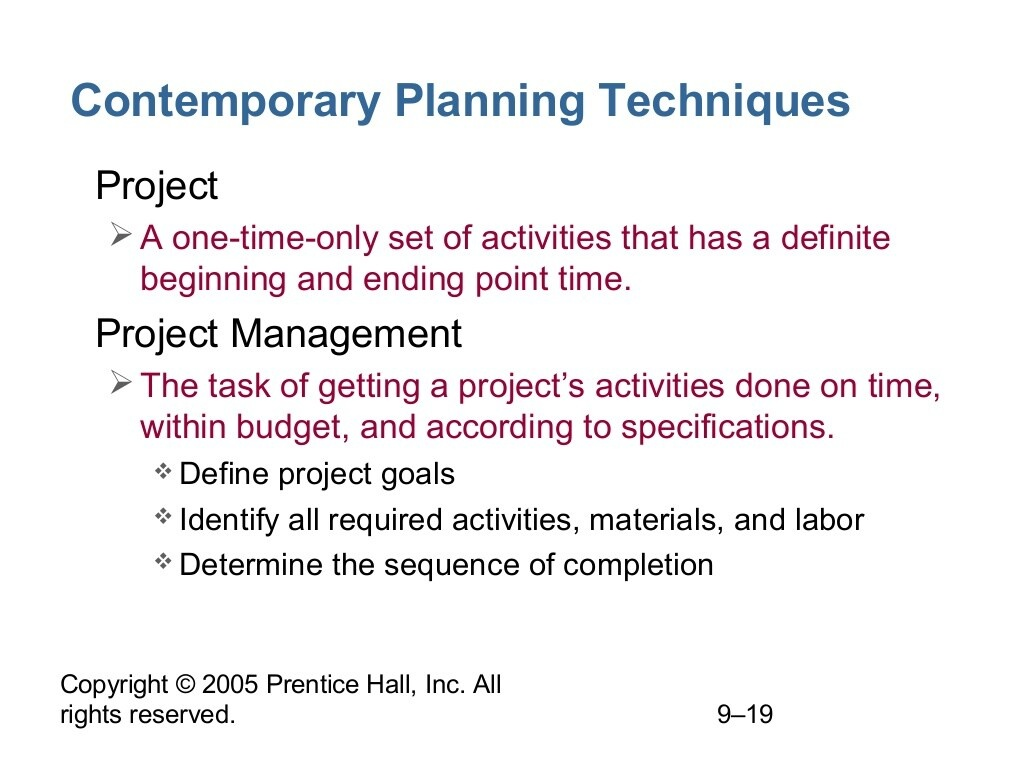 Contemporary Planning Techniques
Project
A one-time-only set of activities that has a definite
beginning and ending point time.
Project Management
The task of getting a project’s activities done on time,
within budget, and according to specifications.
Define project goals
Identify all required activities, materials, and labor
Determine the sequence of completion
Copyright © 2005 Prentice Hall, Inc. All
rights reserved.
9–19